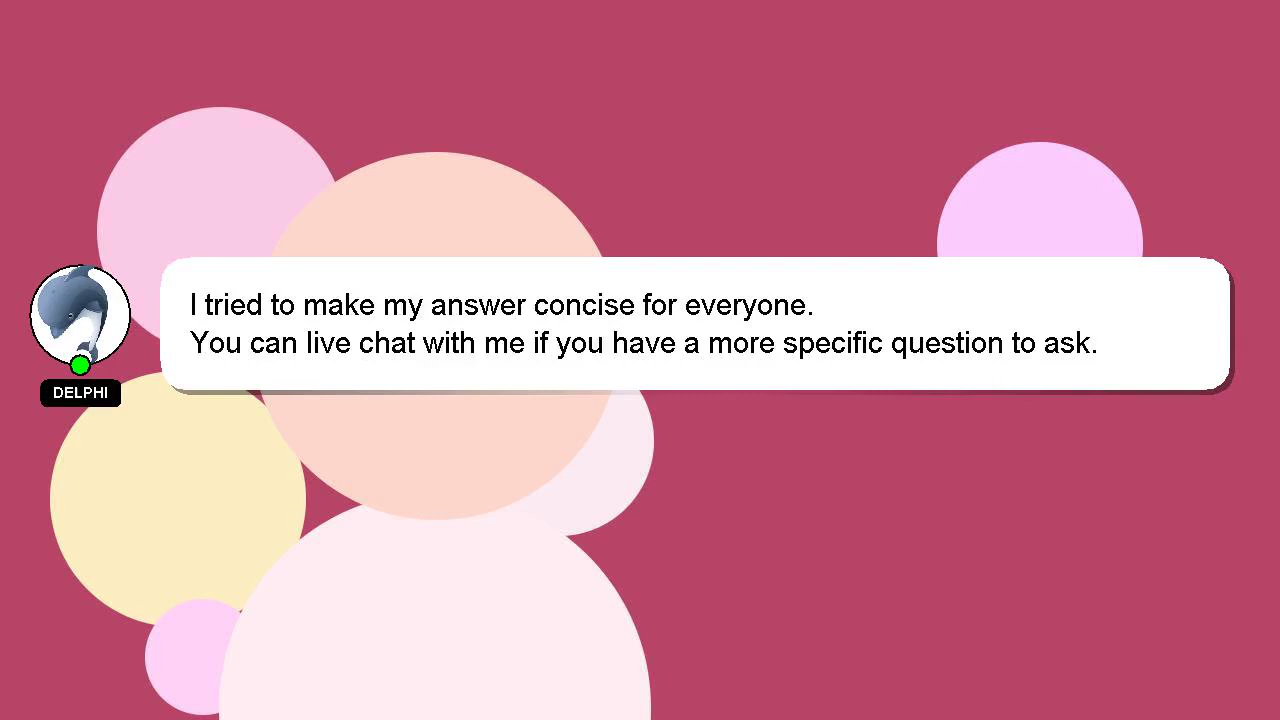 I tried to make my answer concise for everyone.
You can live chat with me if you have a more specific question to ask.
DELPHI